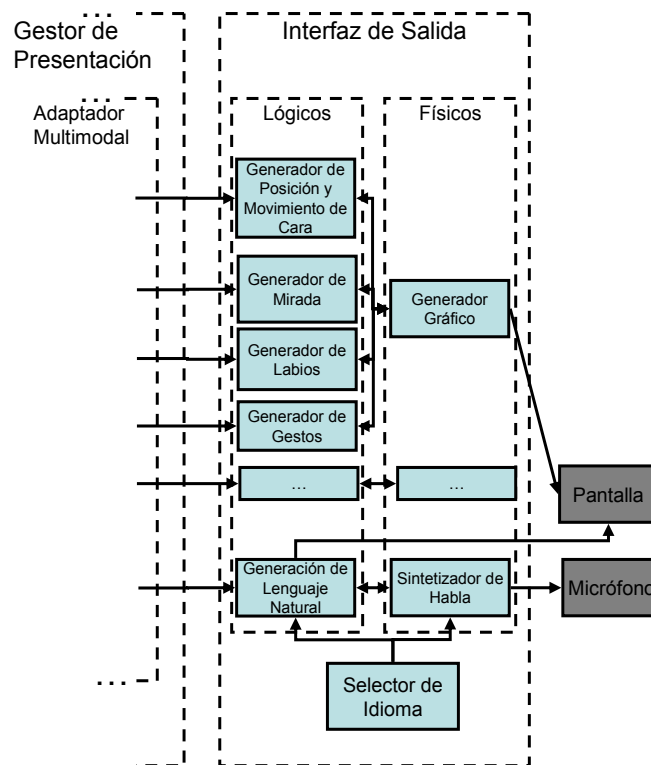 Gestor de
Presentación
...
Adaptador
Multimodal
...
Interfaz de Salida
Lógicos
Físicos
Generador de
Posición y
Movimiento de
Cara
Generador de
Mirada
Generador
Gráfico
Generador de
Labios
Generador de
Gestos
...
...
Pantalla
Generación de
Lenguaje
Natural
Sintetizador de
Habla
Micrófono
Selector de
Idioma
...
...